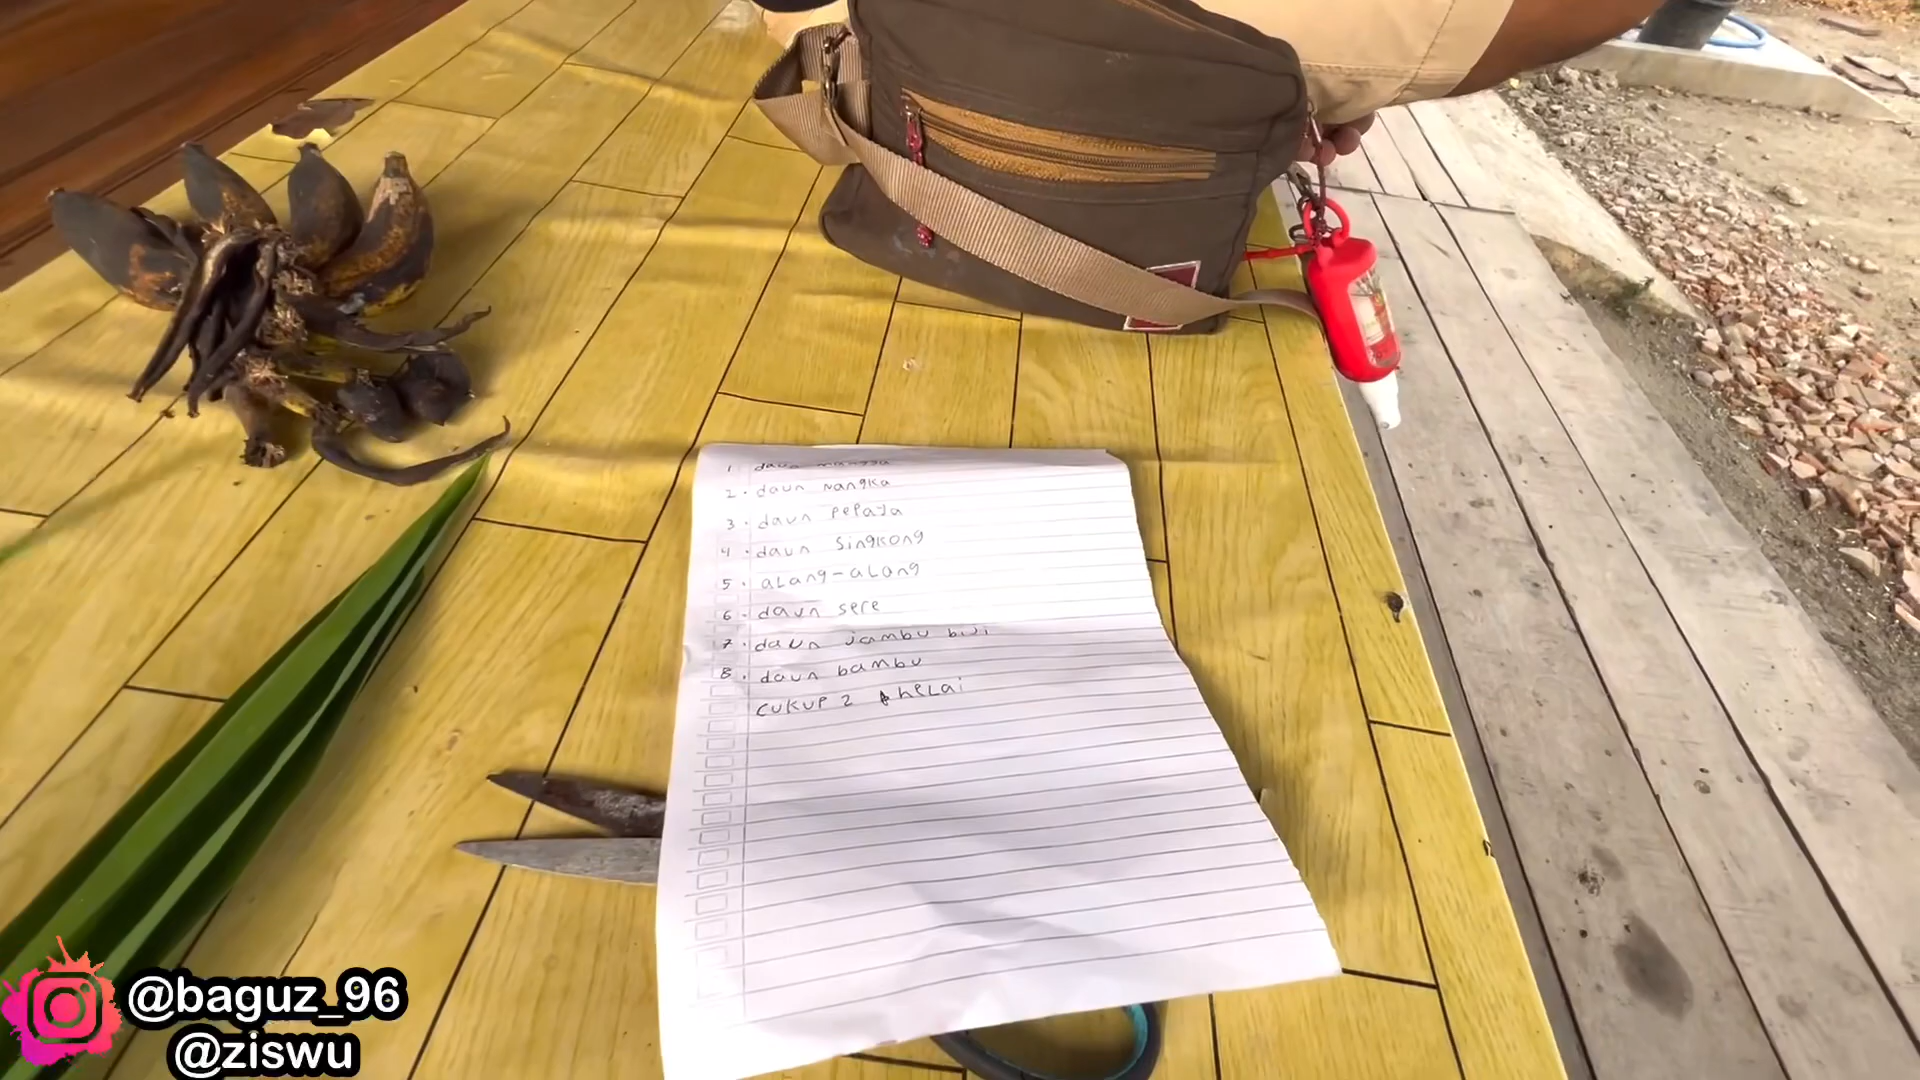 1 daun mangga
2. daun nangka
3. daun pepaya
4. daun singkong
5. alang-alang
6. daun sere
7. daun jambu biji
8. daun bambu
cukup 2 helai
@baguz_96
@ziswu